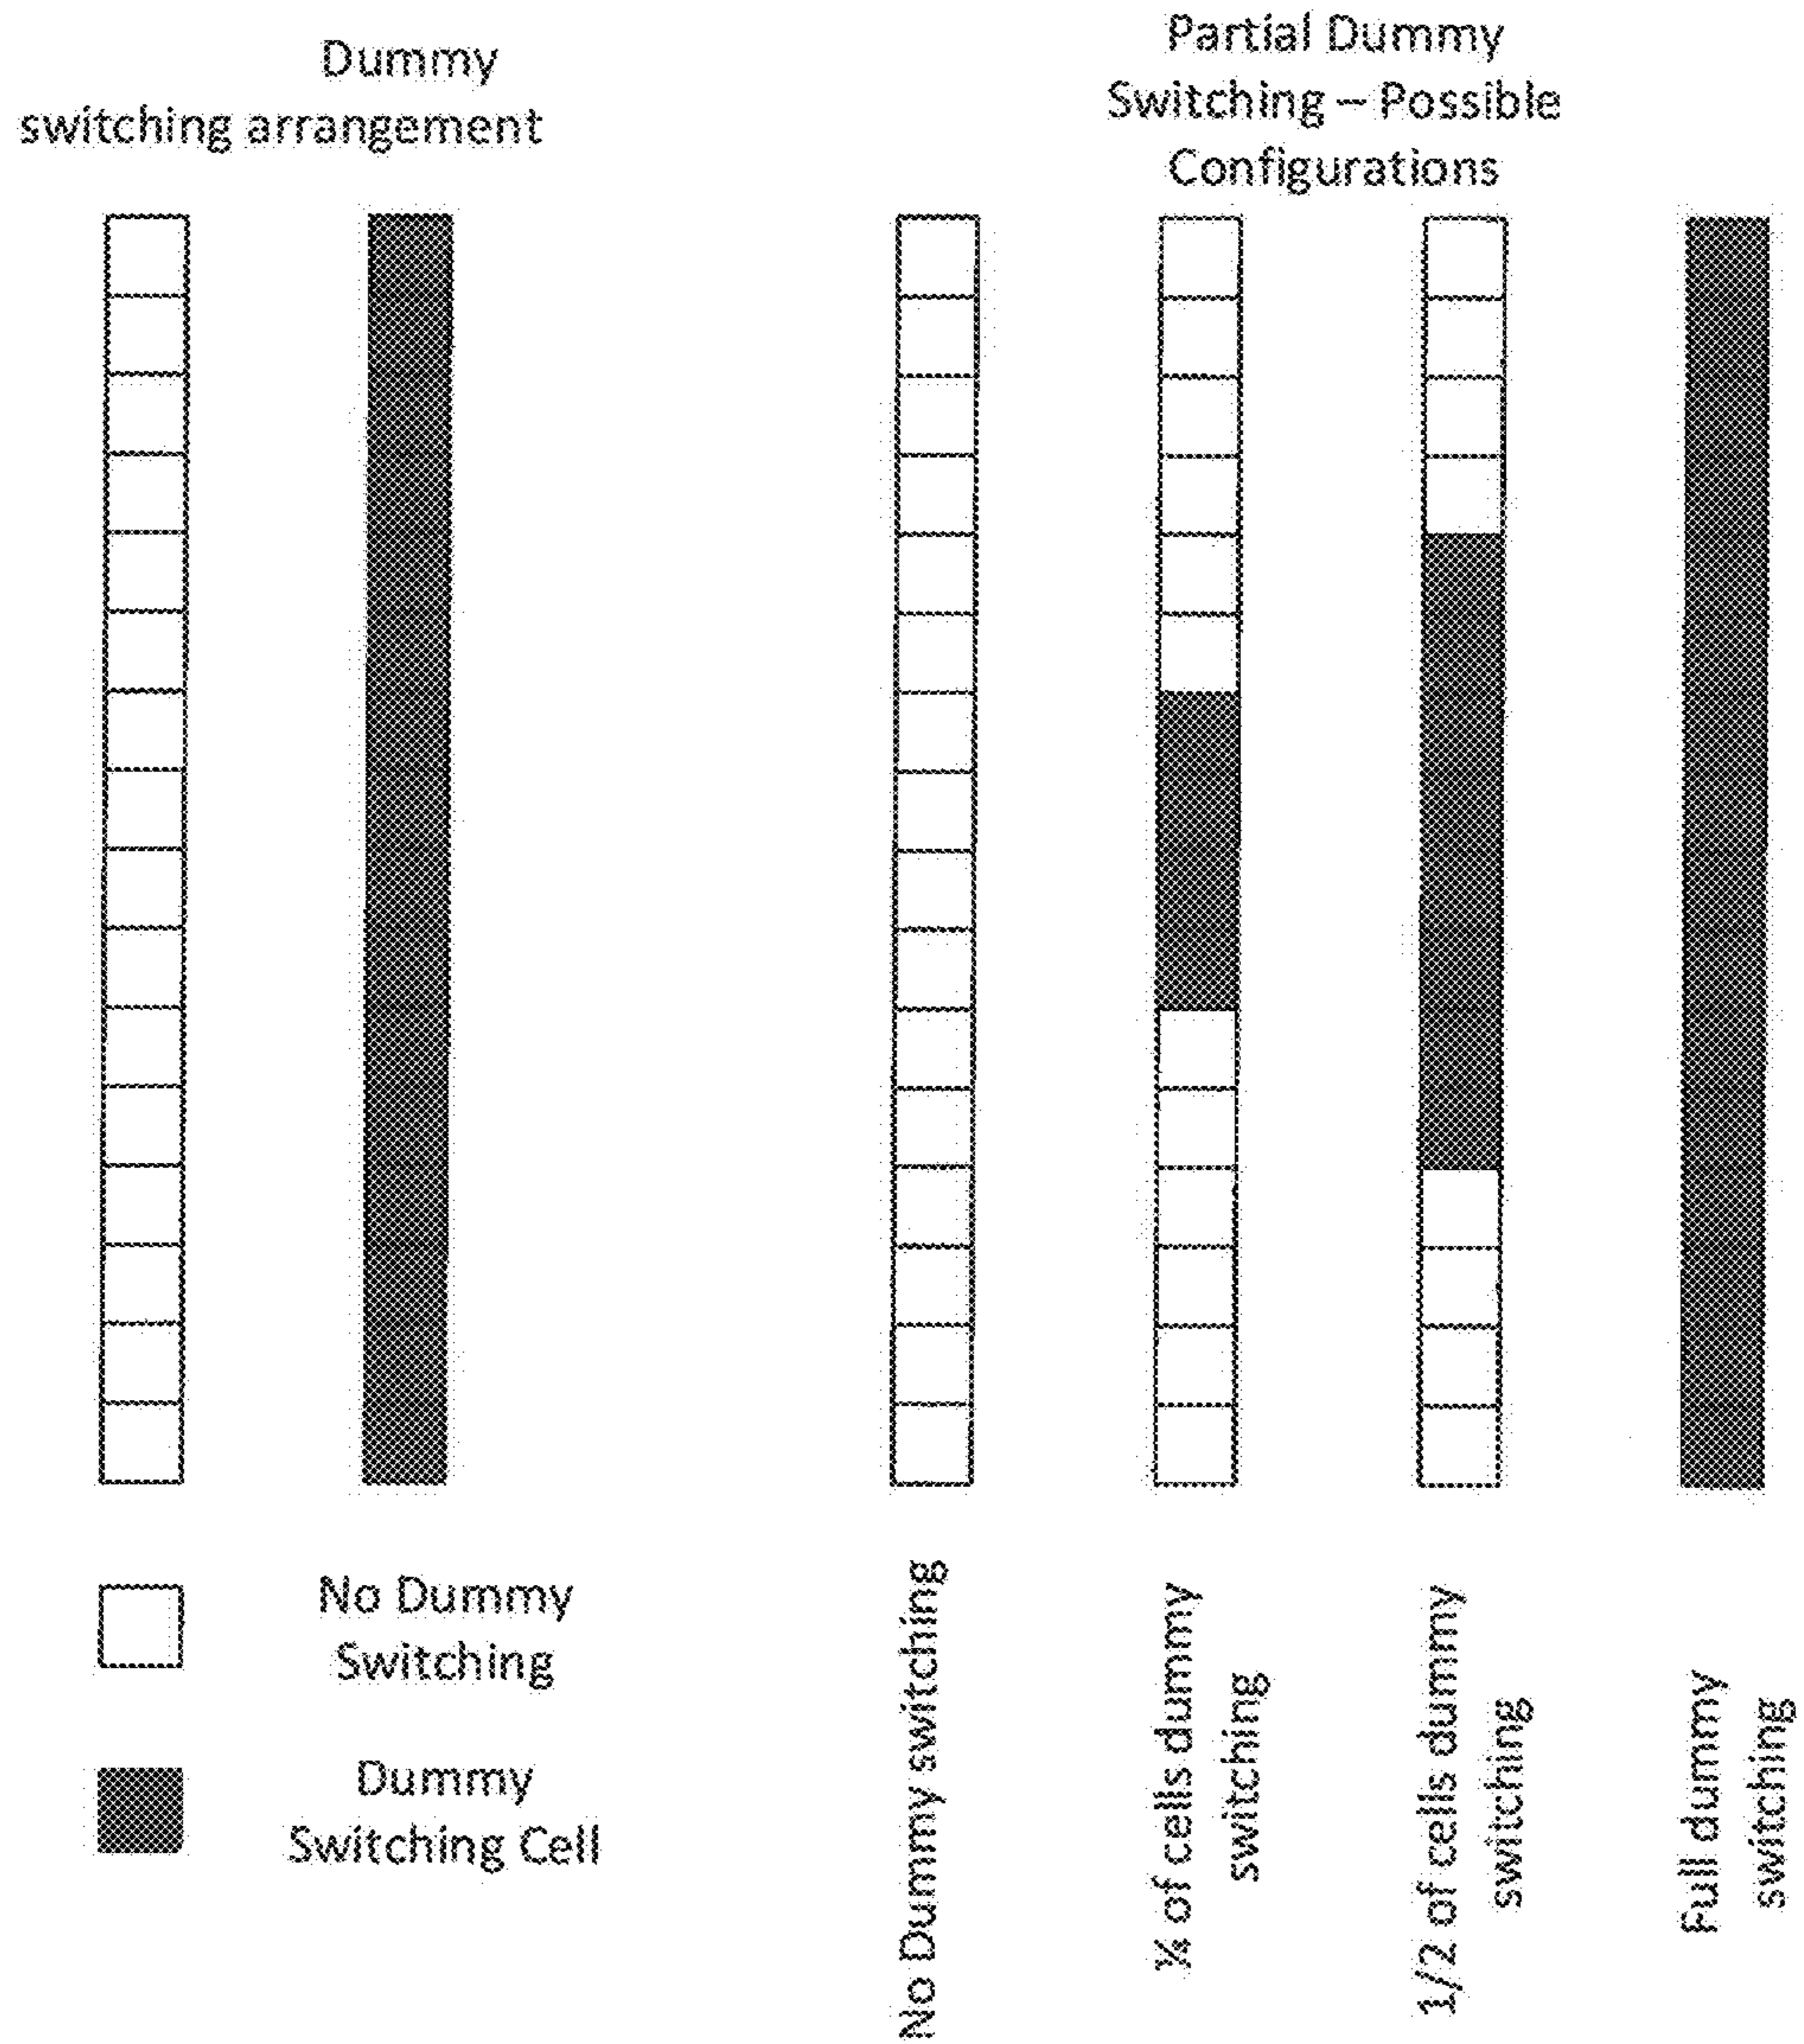 Dummy
switching arrangement
Partial Dummy
Switching – Possible
Configurations
No Dummy
Switching
Dummy
Switching Cell
No Dummy switching
¼ of cells dummy
switching
1/2 of cells dummy
switching
Full dummy
switching